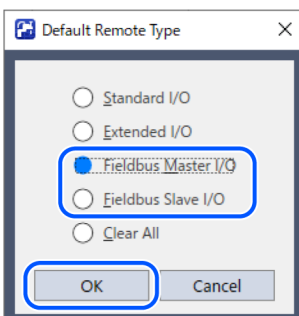 Default Remote Type
Standard I/O
Extended I/O
Fieldbus Master I/O
Fieldbus Slave I/O
Clear All
OK Cancel